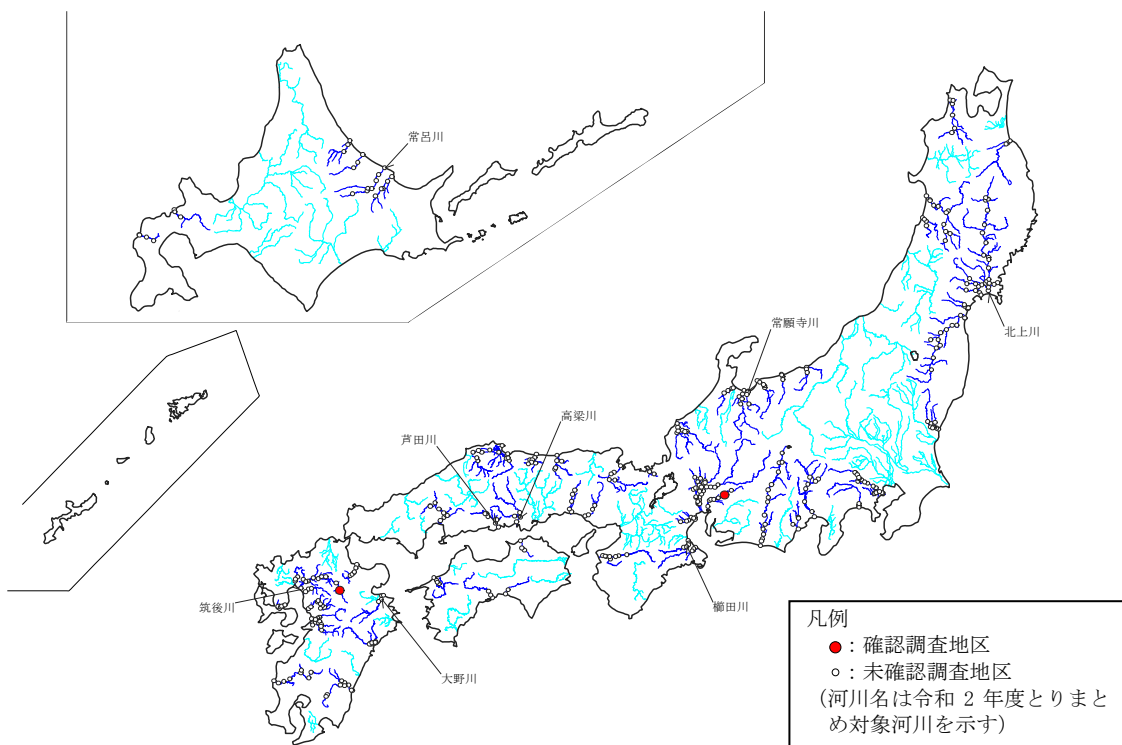 常呂川
北上川
常願寺川
高梁川
芦田川
筑後川
櫛田川
大野川
凡例
：確認調査地区
：未確認調査地区
(河川名は令和 2 年度とりまと
め対象河川を示す)